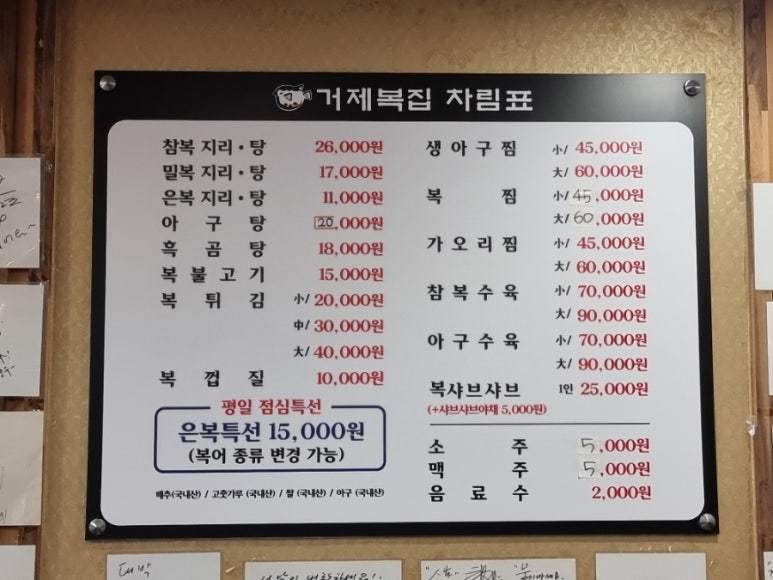 거제복집 차림표
참복 지리 • 탕 26,000원
밀복 지리 • 탕 17,000원
은복 지리 • 탕 11,000원
아구탕 20,000원
흑곰탕 18,000원
복불고기 15,000원
복튀김 小/ 20,000원
中/ 30,000원
大/ 40,000원
복껍질 10,000원
평일 점심특선
은복특선 15,000원
(복어 종류 변경 가능)
배추(국내산) / 고춧가루 (국내산) / 쌀 (국내산) / 아구 (국내산)
생아구찜 小/ 45,000원
大/ 60,000원
복찜 小/ 45,000원
大/ 60,000원
가오리찜 小/ 45,000원
大/ 60,000원
참복수육 小/ 70,000원
大/ 90,000원
아구수육 小/ 70,000원
大/ 90,000원
복샤브샤브 1인 25,000원
(+샤브샤브야채 5,000원)
소주 5,000원
맥주 5,000원
음료수 2,000원
대박